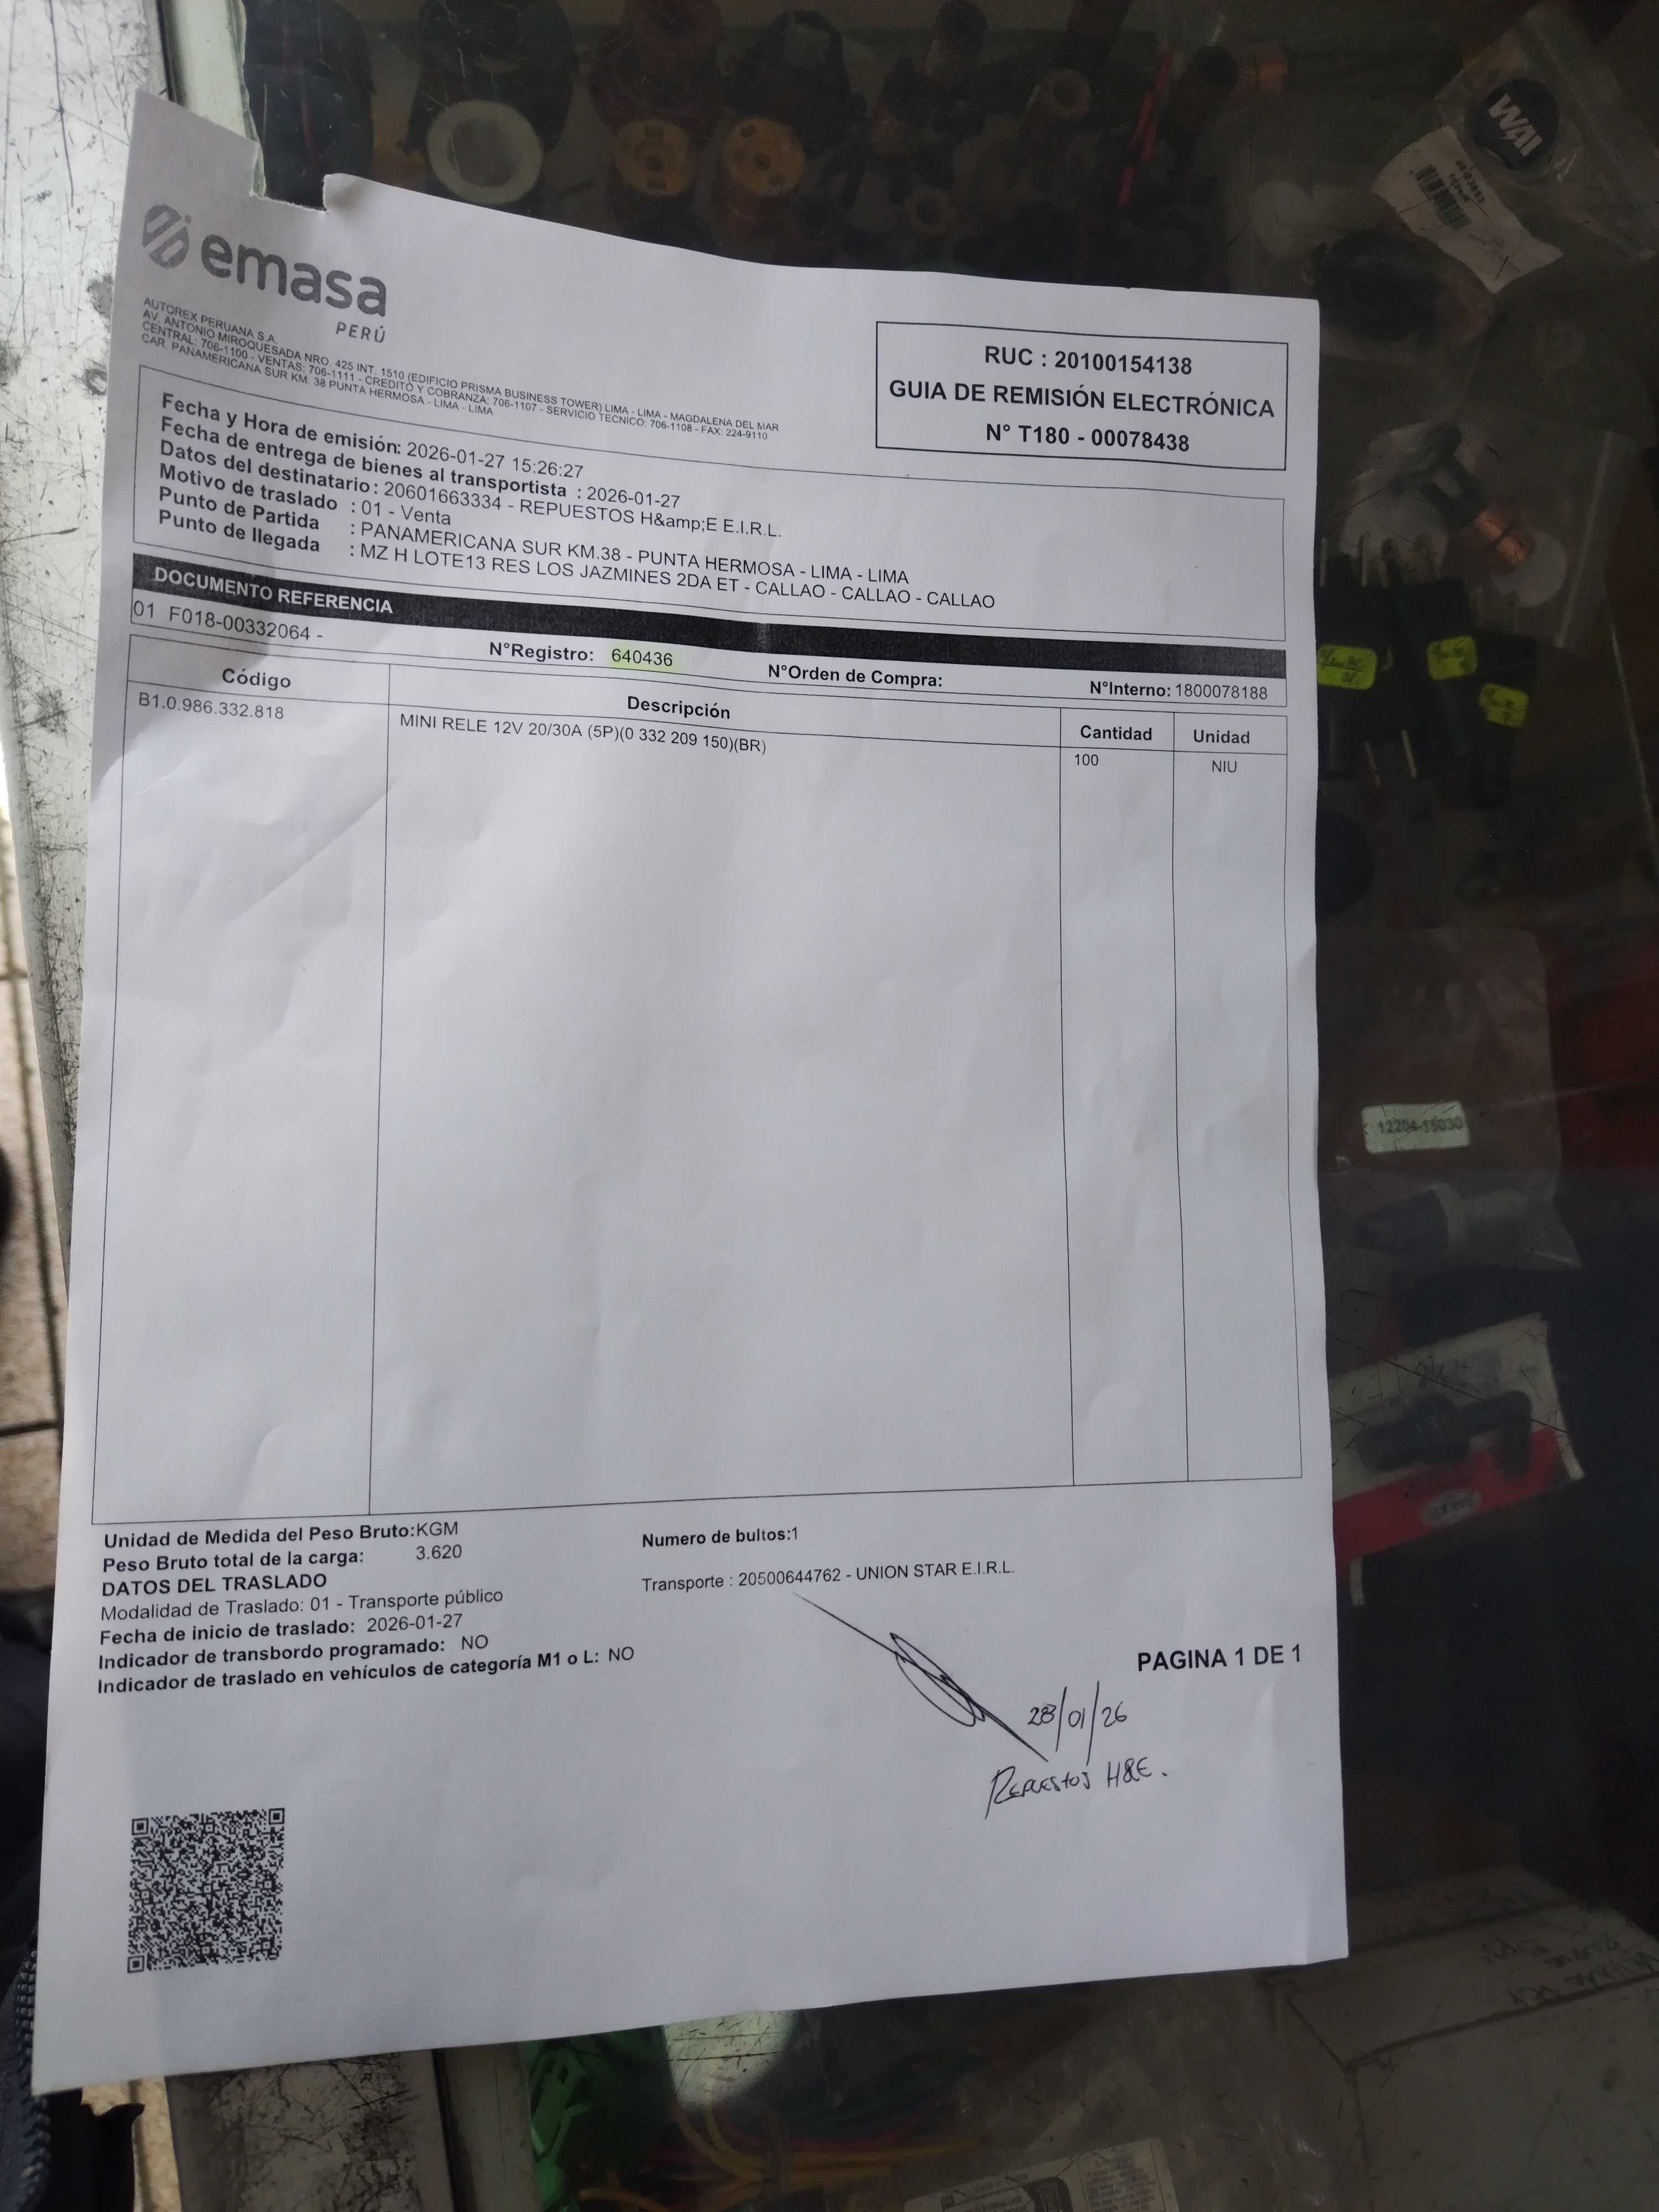 emasa
PERÚ
AUTOREX PERUANA S.A.
AV. ANTONIO MIROQUESADA NRO. 425 INT. 1510 (EDIFICIO PRISMA BUSINESS TOWER) LIMA - LIMA - MAGDALENA DEL MAR
CENTRAL: 706-1100 - VENTAS: 706-1111 - CREDITO Y COBRANZA: 706-1107 - SERVICIO TECNICO: 706-1108 - FAX. 224-9110
CAR. PANAMERICANA SUR KM. 38 PUNTA HERMOSA - LIMA - LIMA
RUC : 20100154138
GUIA DE REMISIÓN ELECTRÓNICA
N° T180 - 00078438
Fecha y Hora de emisión: 2026-01-27 15:26:27
Fecha de entrega de bienes al transportista : 2026-01-27
Datos del destinatario : 20601663334 - REPUESTOS H&amp;E E.I.R.L.
Motivo de traslado : 01 - Venta
Punto de Partida : PANAMERICANA SUR KM.38 - PUNTA HERMOSA - LIMA - LIMA
Punto de llegada : MZ H LOTE13 RES LOS JAZMINES 2DA ET - CALLAO - CALLAO - CALLAO
DOCUMENTO REFERENCIA
01 F018-00332064 -
N°Registro: 640436 N°Orden de Compra: N°Interno: 1800078188
Código Descripción Cantidad Unidad
B1.0.986.332.818 MINI RELE 12V 20/30A (5P)(0 332 209 150)(BR) 100 NIU
Unidad de Medida del Peso Bruto:KGM
Peso Bruto total de la carga: 3.620
Numero de bultos:1
DATOS DEL TRASLADO
Transporte : 20500644762 - UNION STAR E.I.R.L.
Modalidad de Traslado: 01 - Transporte público
Fecha de inicio de traslado: 2026-01-27
Indicador de transbordo programado: NO
Indicador de traslado en vehículos de categoría M1 o L: NO
PAGINA 1 DE 1
28/01/26
REPUESTOS H&E.
WAI
12204-15030